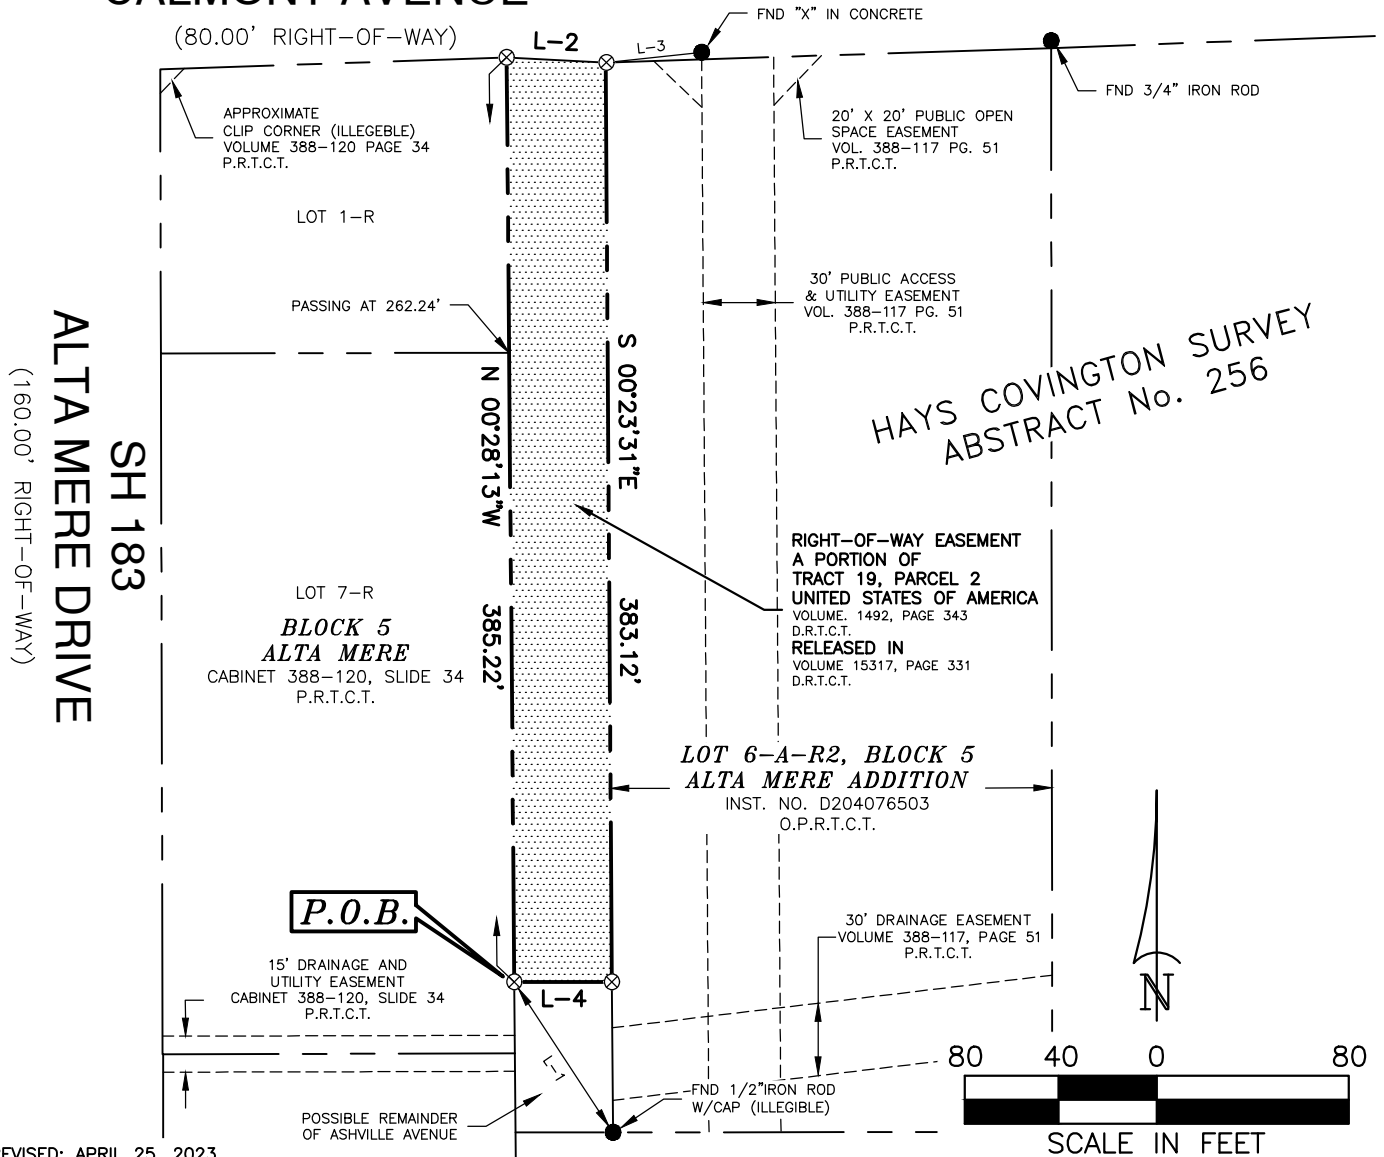 (80.00' RIGHT-OF-WAY)
L-2
L-3
FND "X" IN CONCRETE
FND 3/4" IRON ROD
APPROXIMATE
CLIP CORNER (ILLEGEBLE)
VOLUME 388-120 PAGE 34
P.R.T.C.T.
20' X 20' PUBLIC OPEN
SPACE EASEMENT
VOL. 388-117 PG. 51
P.R.T.C.T.
LOT 1-R
PASSING AT 262.24'
30' PUBLIC ACCESS
& UTILITY EASEMENT
VOL. 388-117 PG. 51
P.R.T.C.T.
HAYS COVINGTON SURVEY
ABSTRACT No. 256
SH 183
ALTA MERE DRIVE
(160.00' RIGHT-OF-WAY)
N 00°28'13"W
385.22'
S 00°23'31"E
383.12'
RIGHT-OF-WAY EASEMENT
A PORTION OF
TRACT 19, PARCEL 2
UNITED STATES OF AMERICA
VOLUME. 1492, PAGE 343
D.R.T.C.T.
RELEASED IN
VOLUME 15317, PAGE 331
D.R.T.C.T.
LOT 7-R
BLOCK 5
ALTA MERE
CABINET 388-120, SLIDE 34
P.R.T.C.T.
LOT 6-A-R2, BLOCK 5
ALTA MERE ADDITION
INST. NO. D204076503
O.P.R.T.C.T.
P.O.B.
30' DRAINAGE EASEMENT
VOLUME 388-117, PAGE 51
P.R.T.C.T.
15' DRAINAGE AND
UTILITY EASEMENT
CABINET 388-120, SLIDE 34
P.R.T.C.T.
L-4
L-1
N
FND 1/2"IRON ROD
W/CAP (ILLEGIBLE)
POSSIBLE REMAINDER
OF ASHVILLE AVENUE
80 40 0 80
SCALE IN FEET
APRIL 25, 2023